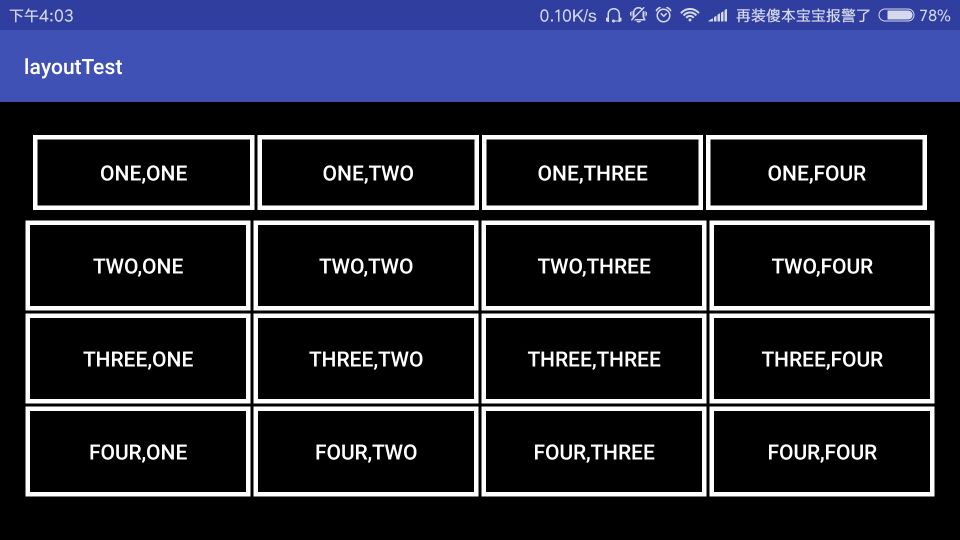 下午4:03 0.10K/s 再装傻本宝宝报警了 78%
layoutTest
ONE,ONE ONE,TWO ONE,THREE ONE,FOUR
TWO,ONE TWO,TWO TWO,THREE TWO,FOUR
THREE,ONE THREE,TWO THREE,THREE THREE,FOUR
FOUR,ONE FOUR,TWO FOUR,THREE FOUR,FOUR